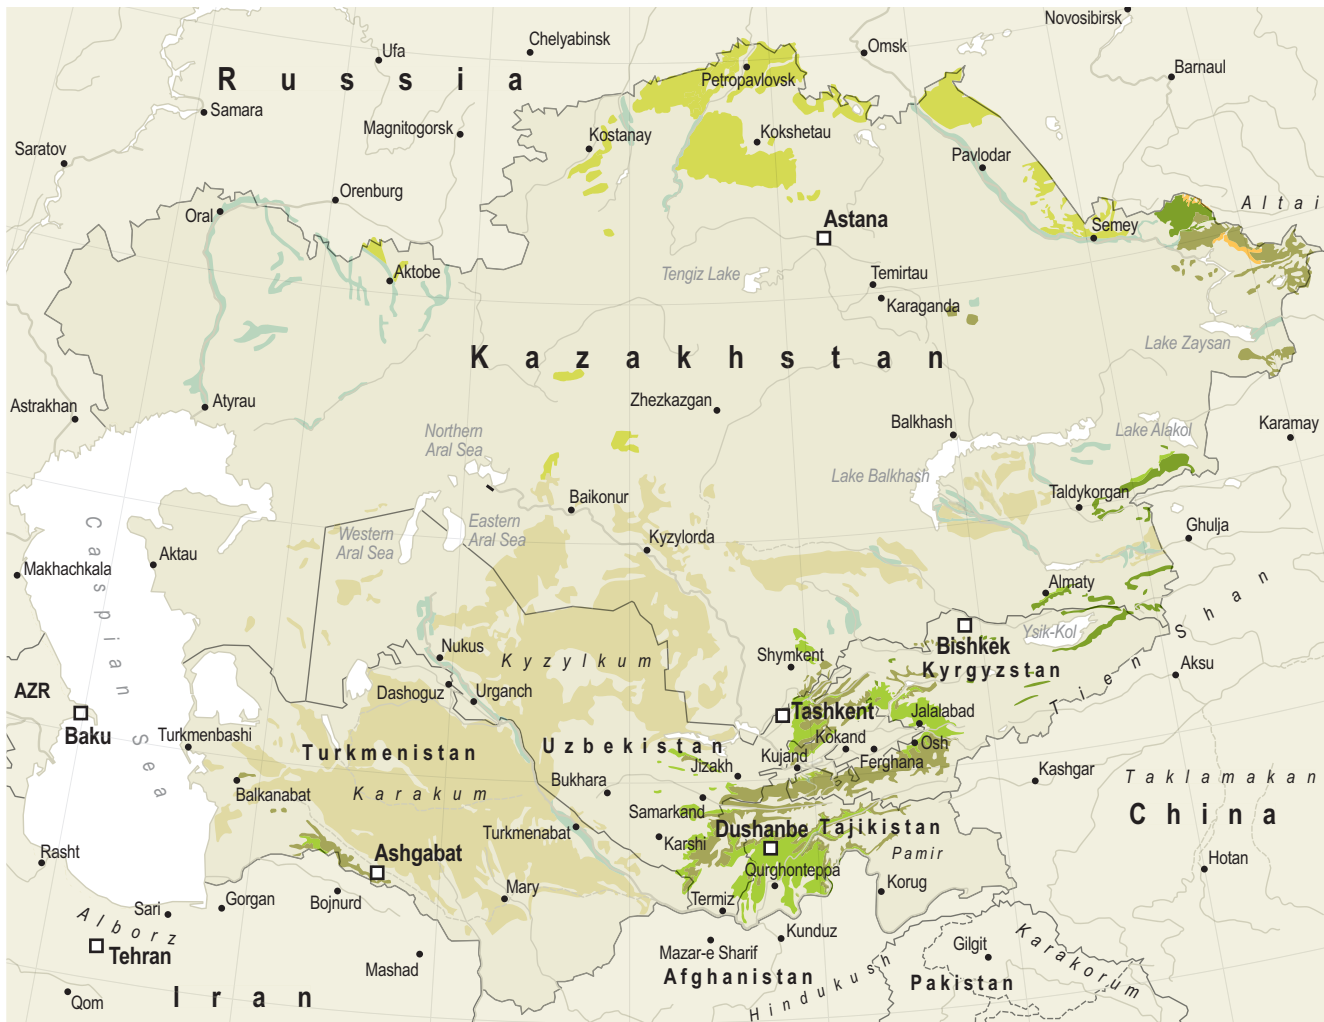 Novosibirsk
Chelyabinsk
Omsk
Ufa
Barnaul
Russia
Petropavlovsk
Samara
Magnitogorsk
Kostanay
Kokshetau
Saratov
Pavlodar
Orenburg
Altai
Oral
Astana
Semey
Aktobe
Tengiz Lake
Temirtau
Karaganda
Lake Zaysan
Kazakhstan
Astrakhan
Atyrau
Zhezkazgan
Balkhash
Karamay
Northern
Aral Sea
Lake Alakol
Lake Balkhash
Taldykorgan
Baikonur
Ghulja
Western
Aral Sea
Eastern
Aral Sea
Kyzylorda
Caspian Sea
Aktau
Makhachkala
Almaty
Tien Shan
Ysik-Kol
Bishkek
Kyrgyzstan
Nukus
Kyzylkum
Shymkent
Aksu
AZR
Dashoguz
Urganch
Baku
Tashkent
Jalalabad
Turkmenbashi
Turkmenistan
Uzbekistan
Kokand
Osh
Kujand
Ferghana
Jizakh
Kashgar
Taklamakan
Bukhara
Balkanabat
Karakum
Samarkand
China
Turkmenabat
Dushanbe
Tajikistan
Karshi
Rasht
Ashgabat
Pamir
Hotan
Qurghonteppa
Korug
Mary
Bojnurd
Gorgan
Sari
Termiz
Alborz
Kunduz
Tehran
Mazar-e Sharif
Gilgit
Karakorum
Mashad
Afghanistan
Hindukush
Pakistan
Qom
Iran